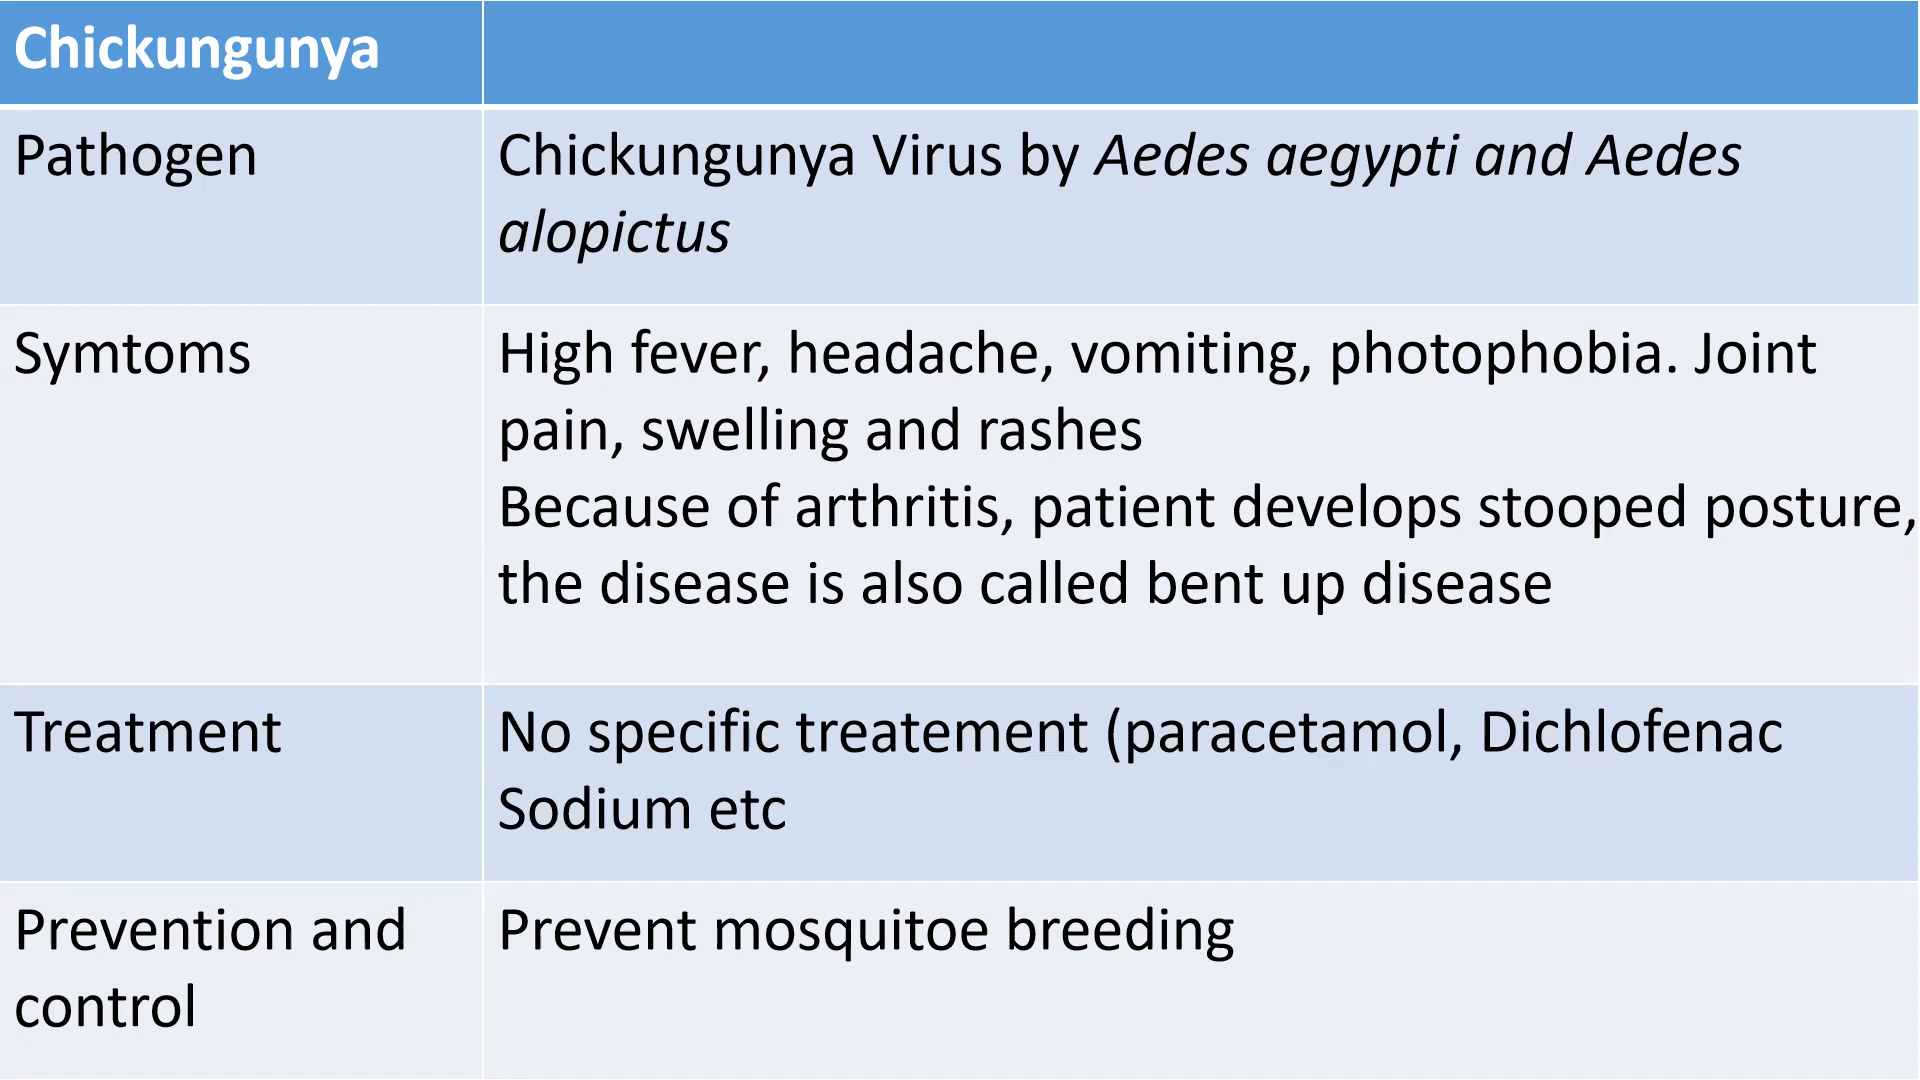 Chickungunya
Pathogen
Chickungunya Virus by Aedes aegypti and Aedes
alopictus
Symtoms
High fever, headache, vomiting, photophobia. Joint
pain, swelling and rashes
Because of arthritis, patient develops stooped posture,
the disease is also called bent up disease
Treatment
No specific treatement (paracetamol, Dichlofenac
Sodium etc
Prevention and
control
Prevent mosquitoe breeding